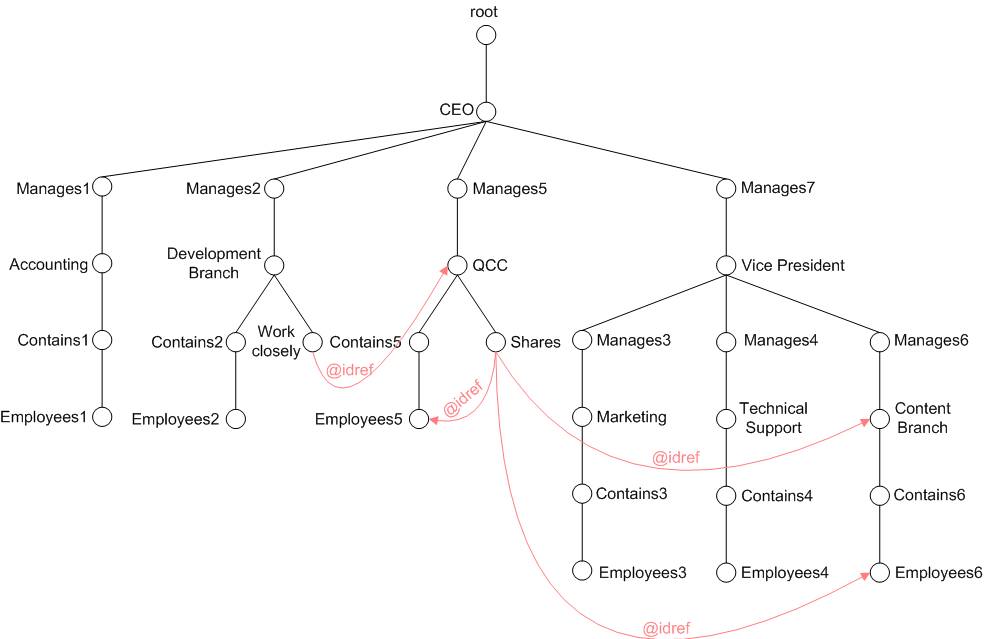 root
CEO
Manages1
Manages2
Manages5
Manages7
Accounting
Development
Branch
QCC
Vice President
Contains1
Contains2
Work
closely
Contains5
Shares
Manages3
Manages4
Manages6
@idref
@idref
Employees1
Employees2
Employees5
Marketing
Technical
Support
Content
Branch
@idref
Contains3
Contains4
Contains6
Employees3
Employees4
Employees6
@idref